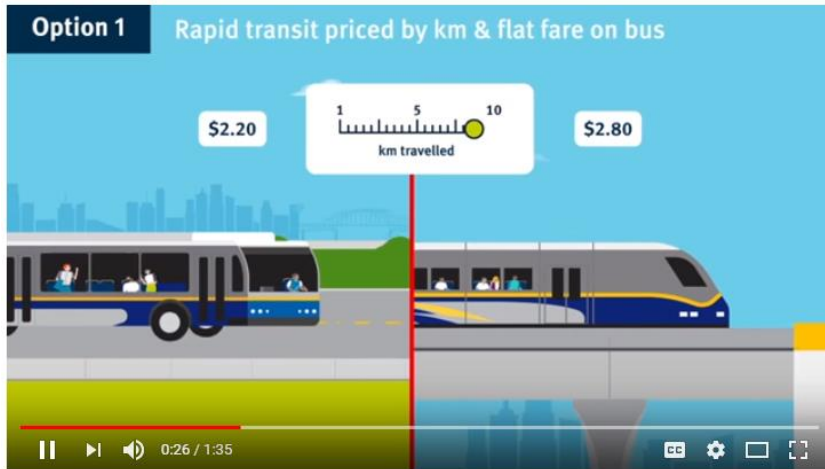 Option 1
Rapid transit priced by km & flat fare on bus
$2.20
1 5 10
km travelled
$2.80
0:26 / 1:35
CC